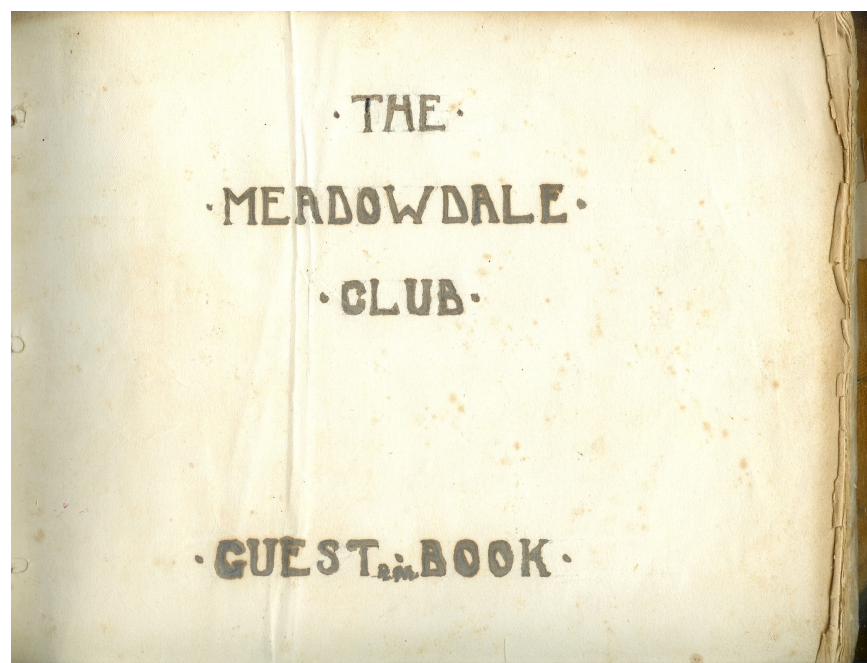 · THE ·
· MEADOWDALE ·
· CLUB ·
· GUEST BOOK ·